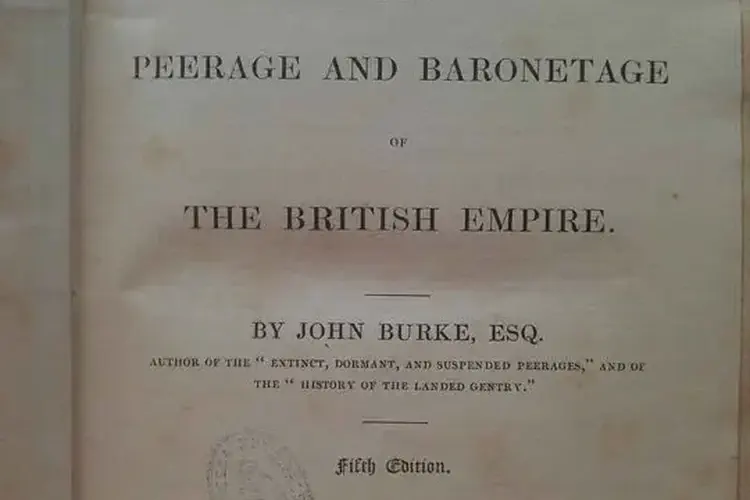 PEERAGE AND BARONETAGE
OF
THE BRITISH EMPIRE.
BY JOHN BURKE, ESQ.
AUTHOR OF THE “ EXTINCT, DORMANT, AND SUSPENDED PEERAGES,” AND OF
THE “ HISTORY OF THE LANDED GENTRY.”
Fifth Edition.